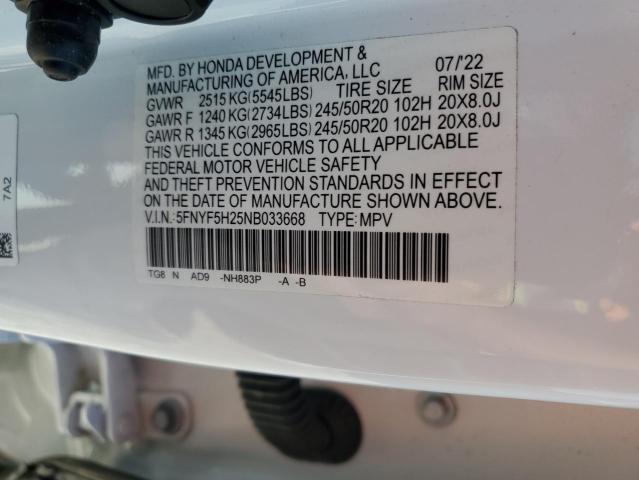 MFD. BY HONDA DEVELOPMENT & 07/'22
MANUFACTURING OF AMERICA, LLC
GVWR 2515 KG(5545LBS) TIRE SIZE RIM SIZE
GAWR F 1240 KG(2734LBS) 245/50R20 102H 20X8.0J
GAWR R 1345 KG(2965LBS) 245/50R20 102H 20X8.0J
THIS VEHICLE CONFORMS TO ALL APPLICABLE
FEDERAL MOTOR VEHICLE SAFETY
AND THEFT PREVENTION STANDARDS IN EFFECT
ON THE DATE OF MANUFACTURE SHOWN ABOVE.
V.I.N.: 5FNYF5H25NB033668 TYPE: MPV
TG8 N AD9 -NH883P -A -B
7A2